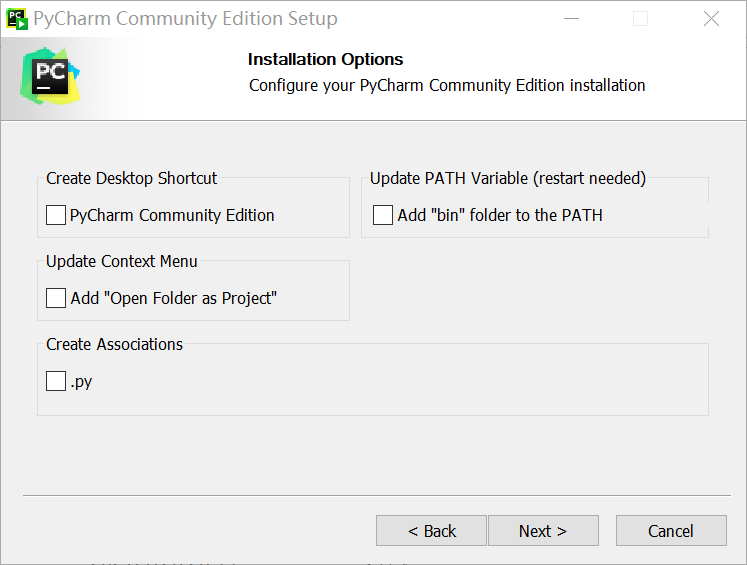 PyCharm Community Edition Setup
PC
Installation Options
Configure your PyCharm Community Edition installation
Create Desktop Shortcut
PyCharm Community Edition
Update PATH Variable (restart needed)
Add "bin" folder to the PATH
Update Context Menu
Add "Open Folder as Project"
Create Associations
.py
< Back
Next >
Cancel